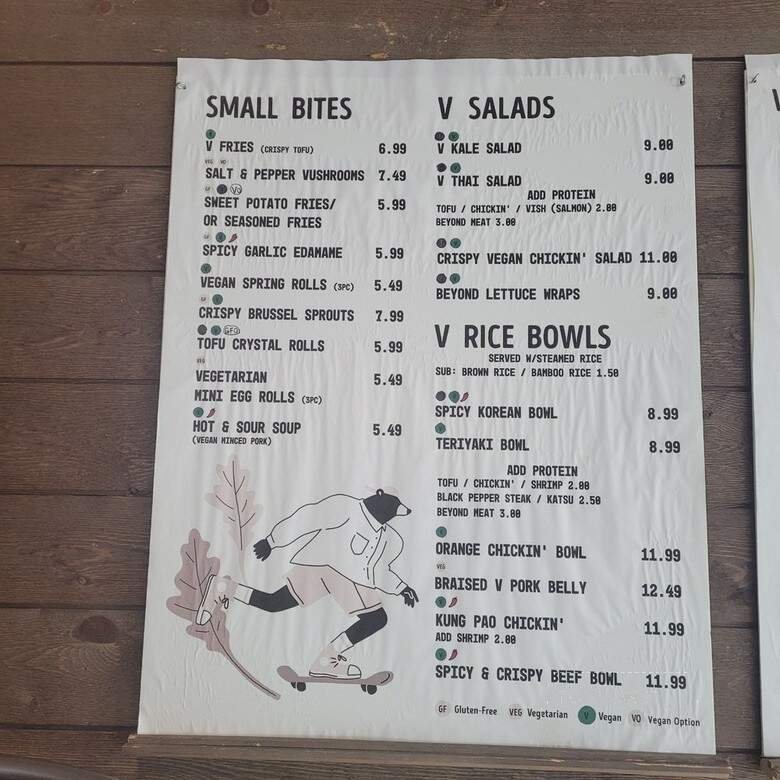 SMALL BITES
V FRIES (CRISPY TOFU) 6.99
VEG VO
SALT & PEPPER VUSHROOMS 7.49
GF VO
SWEET POTATO FRIES/ 5.99
OR SEASONED FRIES
GF V
SPICY GARLIC EDAMAME 5.99
V
VEGAN SPRING ROLLS (3PC) 5.49
GF V
CRISPY BRUSSEL SPROUTS 7.99
V GFO
TOFU CRYSTAL ROLLS 5.99
VEG
VEGETARIAN 5.49
MINI EGG ROLLS (3PC)
V
HOT & SOUR SOUP 5.49
(VEGAN MINCED PORK)
V SALADS
V
V KALE SALAD 9.00
V
V THAI SALAD 9.00
ADD PROTEIN
TOFU / CHICKIN' / VISH (SALMON) 2.00
BEYOND MEAT 3.00
V
CRISPY VEGAN CHICKIN' SALAD 11.00
V
BEYOND LETTUCE WRAPS 9.00
V RICE BOWLS
SERVED W/STEAMED RICE
SUB: BROWN RICE / BAMBOO RICE 1.50
V
SPICY KOREAN BOWL 8.99
V
TERIYAKI BOWL 8.99
ADD PROTEIN
TOFU / CHICKIN' / SHRIMP 2.00
BLACK PEPPER STEAK / KATSU 2.50
BEYOND MEAT 3.00
V
ORANGE CHICKIN' BOWL 11.99
VEG
BRAISED V PORK BELLY 12.49
V
KUNG PAO CHICKIN' 11.99
ADD SHRIMP 2.00
V
SPICY & CRISPY BEEF BOWL 11.99
GF Gluten-Free VEG Vegetarian V Vegan VO Vegan Option